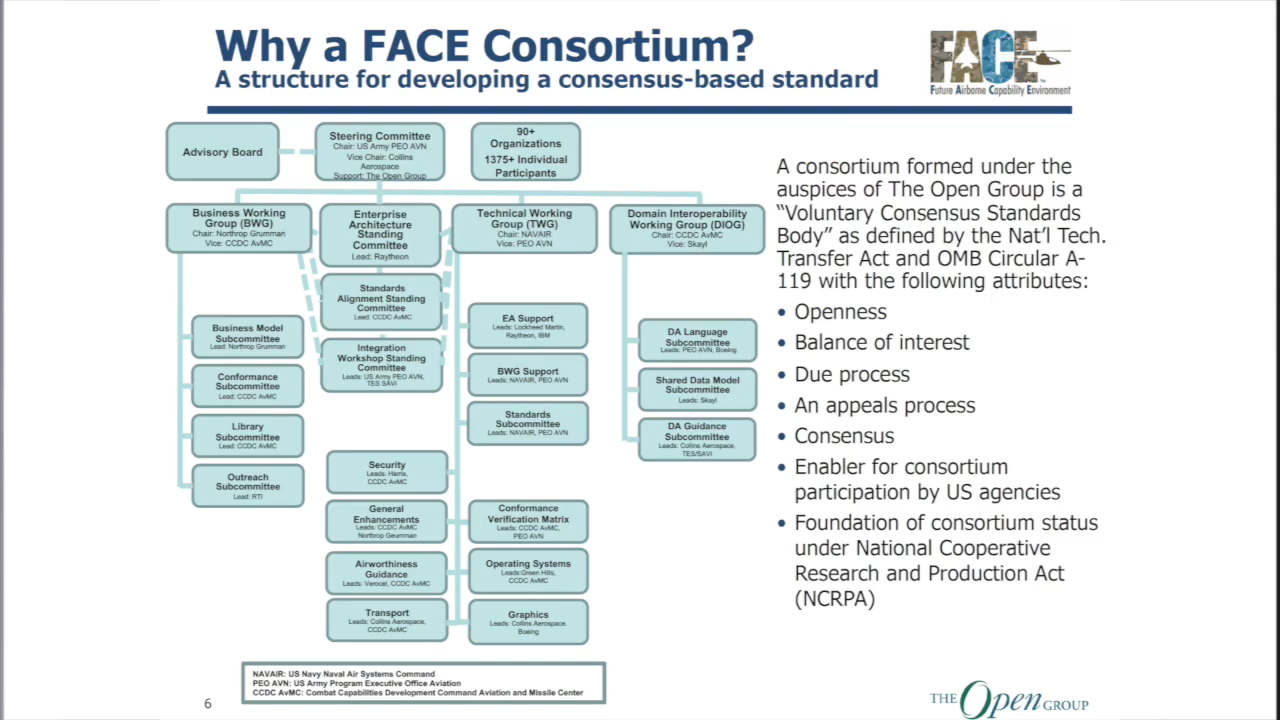 Why a FACE Consortium?
A structure for developing a consensus-based standard
FACE
TM
Future Airborne Capability Environment
Advisory Board
Steering Committee
Chair: US Army PEO AVN
Vice Chair: Collins
Aerospace
Support: The Open Group
90+
Organizations
1375+ Individual
Participants
Business Working
Group (BWG)
Chair: Northrop Grumman
Vice: CCDC AvMC
Enterprise
Architecture
Standing
Committee
Lead: Raytheon
Technical Working
Group (TWG)
Chair: NAVAIR
Vice: PEO AVN
Domain Interoperability
Working Group (DIOG)
Chair: CCDC AvMC
Vice: Skayl
Standards
Alignment Standing
Committee
Lead: CCDC AvMC
Integration
Workshop Standing
Committee
Leads: US Army PEO AVN,
TES SAVi
Business Model
Subcommittee
Lead: Northrop Grumman
Conformance
Subcommittee
Lead: CCDC AvMC
Library
Subcommittee
Lead: CCDC AvMC
Outreach
Subcommittee
Lead: RTI
EA Support
Leads: Lockheed Martin,
Raytheon, IBM
BWG Support
Leads: NAVAIR, PEO AVN
Standards
Subcommittee
Leads: NAVAIR, PEO AVN
DA Language
Subcommittee
Leads: PEO AVN, Boeing
Shared Data Model
Subcommittee
Leads: Skayl
DA Guidance
Subcommittee
Leads: Collins Aerospace,
TES/SAVi
Security
Leads: Harris,
CCDC AvMC
General
Enhancements
Leads: CCDC AvMC
Northrop Geumman
Airworthiness
Guidance
Leads: Verocel, CCDC AvMC
Transport
Leads: Collins Aerospace,
CCDC AvMC
Conformance
Verification Matrix
Leads: CCDC AvMC,
PEO AVN
Operating Systems
Leads:Green Hills,
CCDC AvMC
Graphics
Leads: Collins Aerospace.
Boeing
A consortium formed under the
auspices of The Open Group is a
“Voluntary Consensus Standards
Body” as defined by the Nat’l Tech.
Transfer Act and OMB Circular A-
119 with the following attributes:
• Openness
• Balance of interest
• Due process
• An appeals process
• Consensus
• Enabler for consortium
participation by US agencies
• Foundation of consortium status
under National Cooperative
Research and Production Act
(NCRPA)
NAVAIR: US Navy Naval Air Systems Command
PEO AVN: US Army Program Executive Office Aviation
CCDC AvMC: Combat Capabilities Development Command Aviation and Missile Center
6
THE Open GROUP